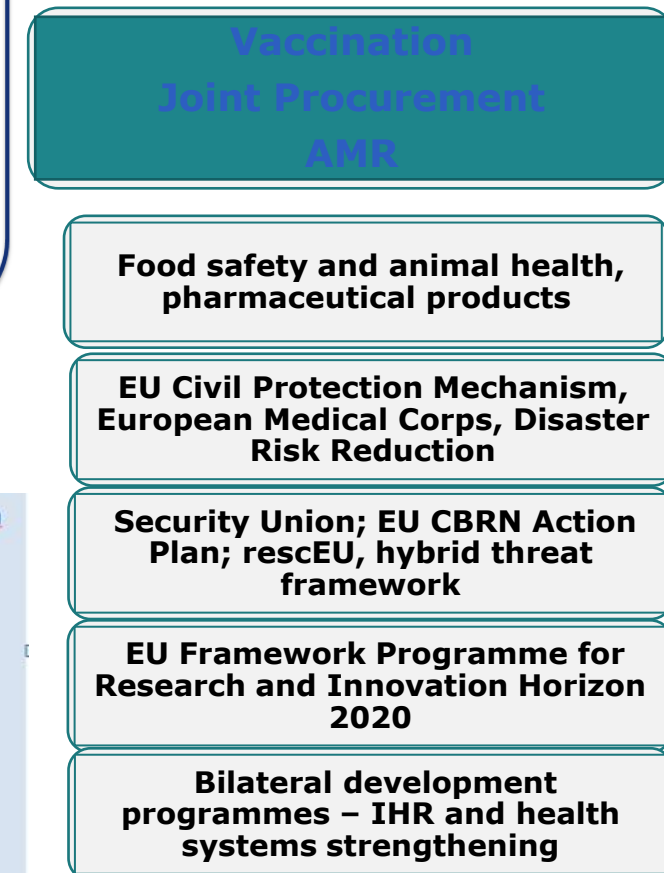 Vaccination
Joint Procurement
AMR
Food safety and animal health,
pharmaceutical products
EU Civil Protection Mechanism,
European Medical Corps, Disaster
Risk Reduction
Security Union; EU CBRN Action
Plan; rescEU, hybrid threat
framework
EU Framework Programme for
Research and Innovation Horizon
2020
Bilateral development
programmes – IHR and health
systems strengthening